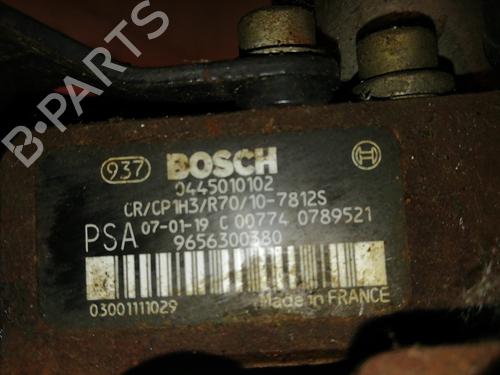 B-PARTS
937 BOSCH
0445010102
CR/CP1H3/R70/10-7812S
PSA 07-01-19 C 00774 0789521
9656300380
03001111029 Made in FRANCE